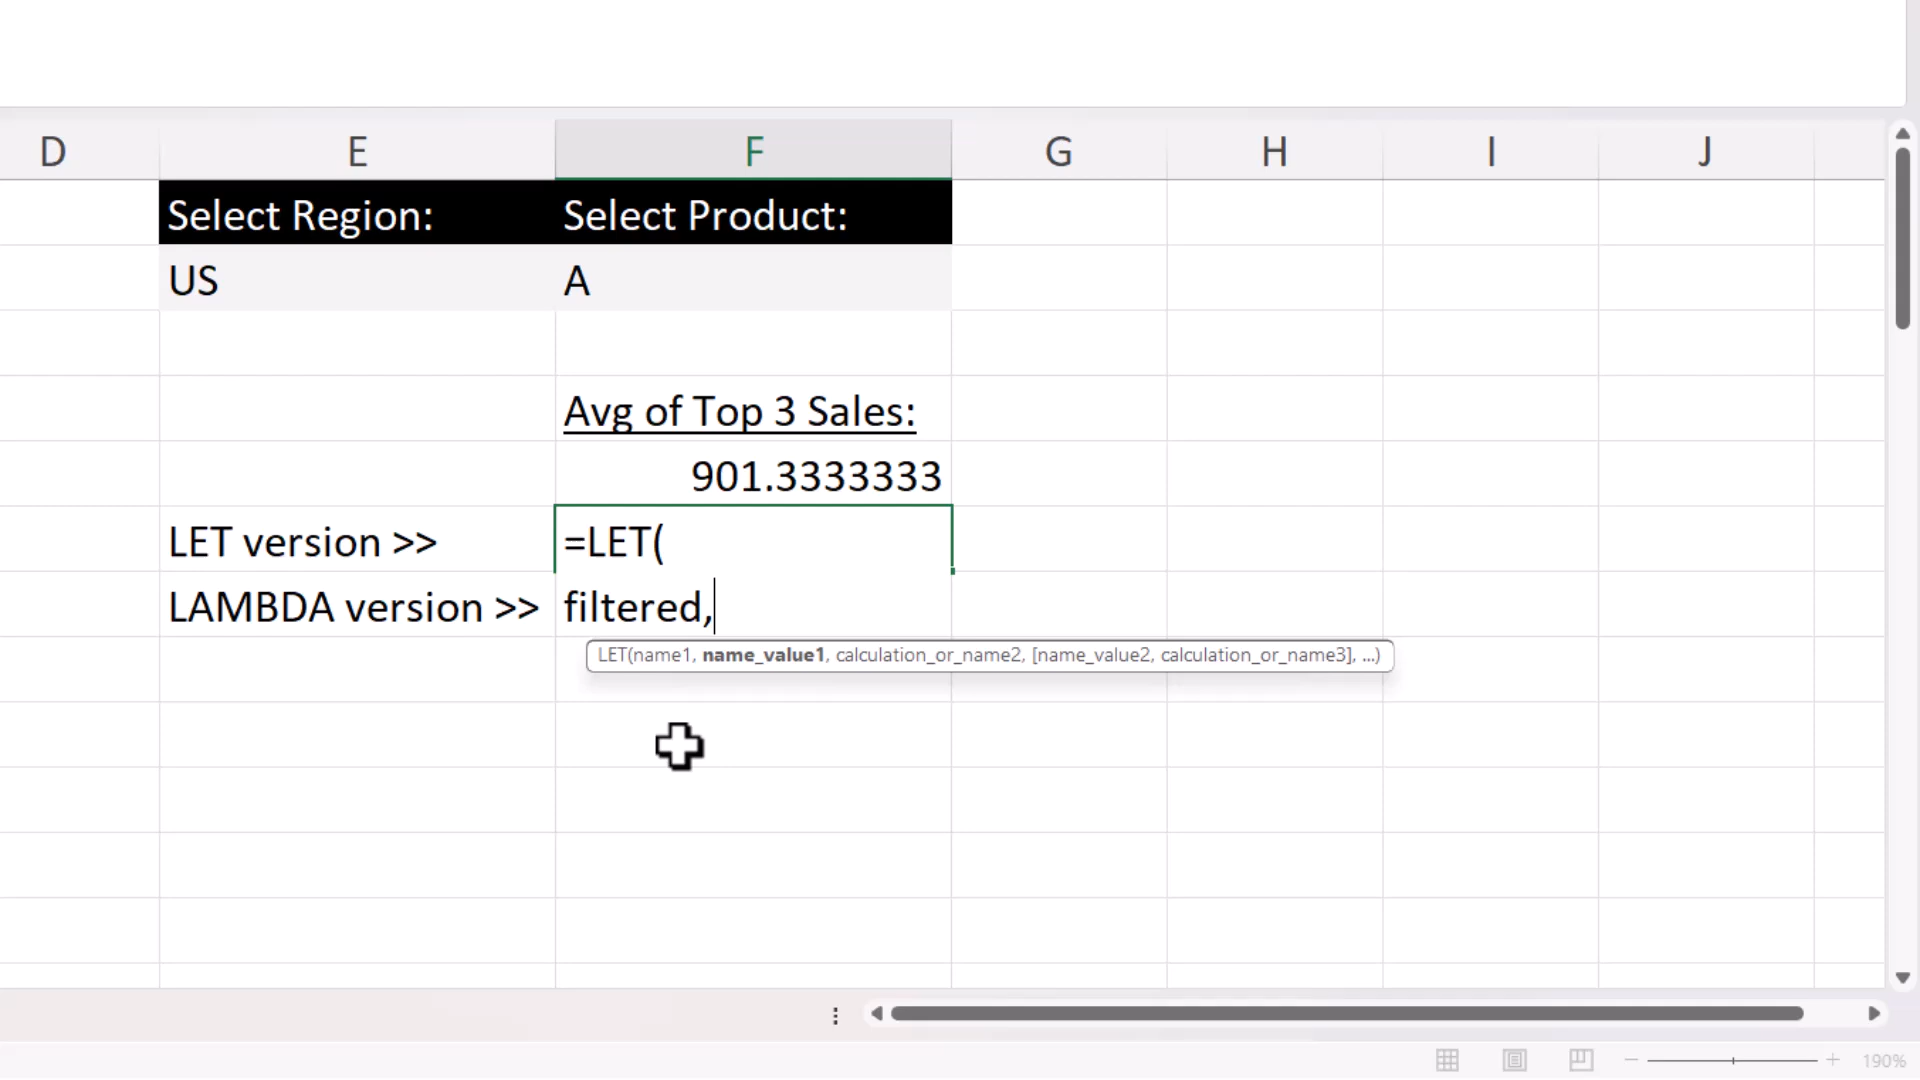 D E F G H I J
Select Region: Select Product:
US A
Avg of Top 3 Sales:
901.3333333
LET version >> =LET(
LAMBDA version >> filtered,
LET(name1, name_value1, calculation_or_name2, [name_value2, calculation_or_name3], ...)
190%